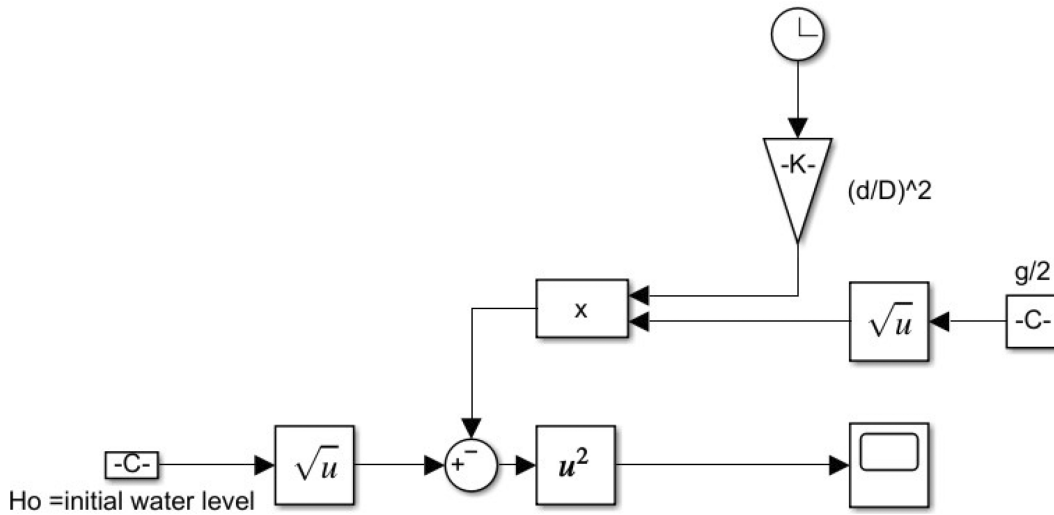 -K-
(d/D)^2
g/2
x
√u
-C-
-C-
√u
+ −
u²
Ho =initial water level